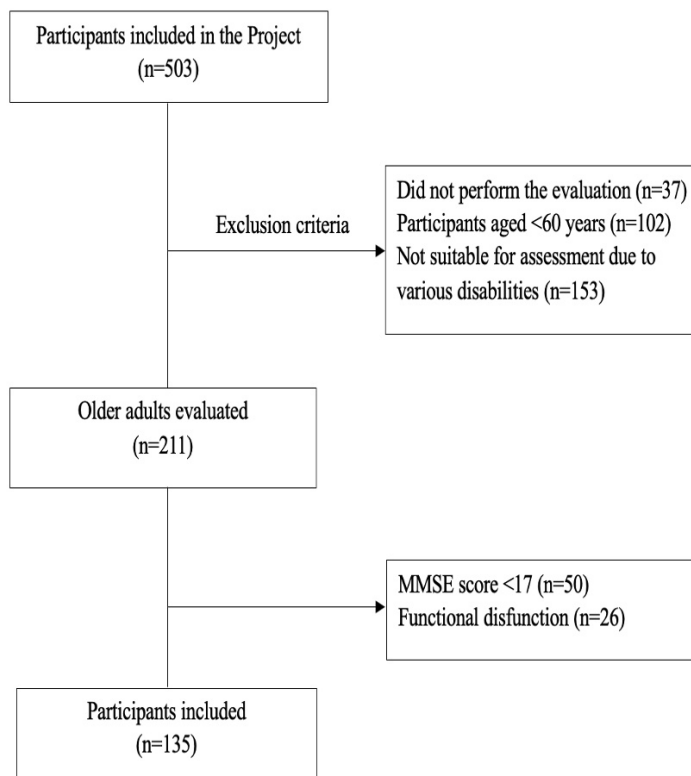 Participants included in the Project
(n=503)
Exclusion criteria
Did not perform the evaluation (n=37)
Participants aged <60 years (n=102)
Not suitable for assessment due to
various disabilities (n=153)
Older adults evaluated
(n=211)
MMSE score <17 (n=50)
Functional disfunction (n=26)
Participants included
(n=135)